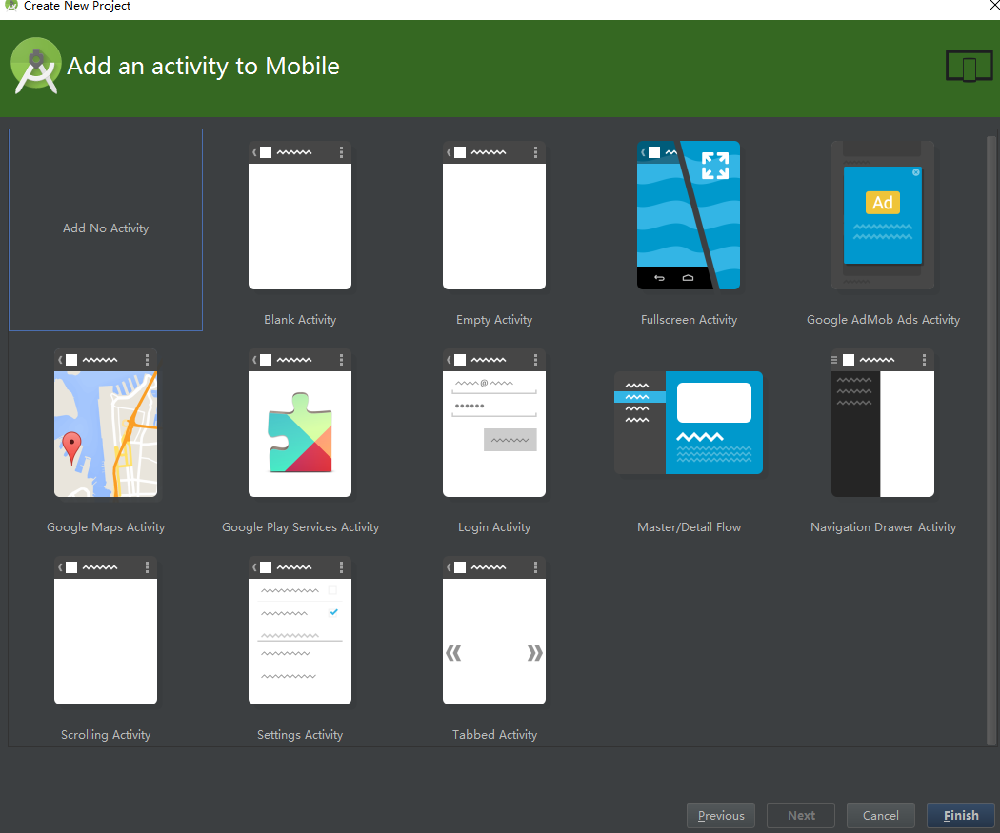 Create New Project
Add an activity to Mobile
Add No Activity
Ad
Blank Activity
Empty Activity
Fullscreen Activity
Google AdMob Ads Activity
@
Google Maps Activity
Google Play Services Activity
Login Activity
Master/Detail Flow
Navigation Drawer Activity
Scrolling Activity
Settings Activity
Tabbed Activity
Previous
Next
Cancel
Finish